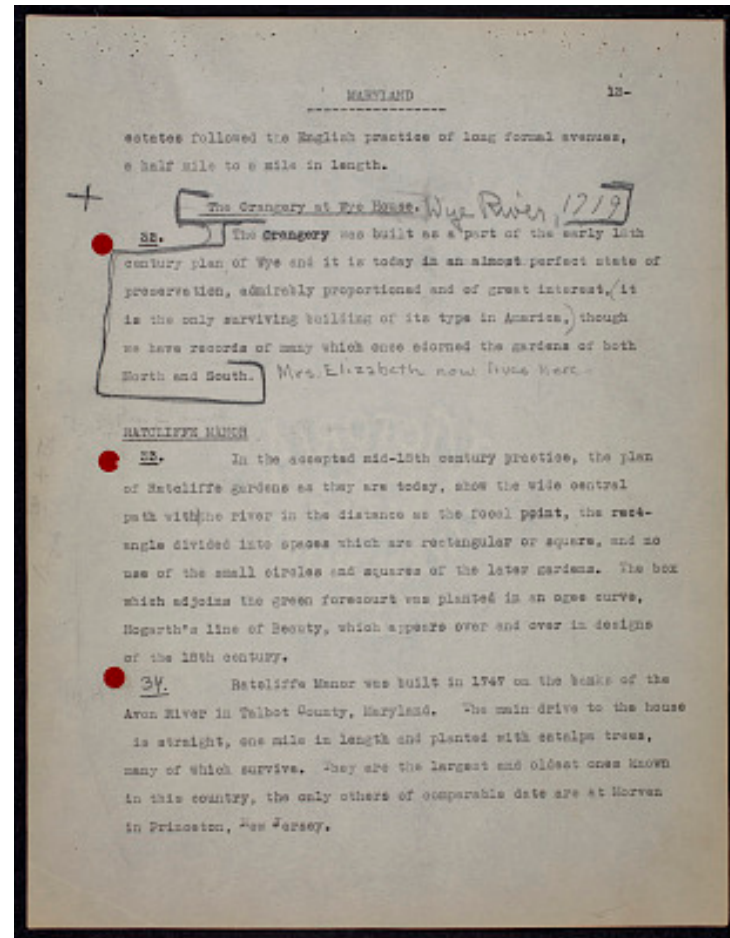 MARYLAND 13-
estates followed the English practice of long formal avenues,
a half mile to a mile in length.
+
The Orangery at Wye House. Wye River, 1719
32. The Orangery was built as a part of the early 18th
century plan of Wye and it is today in an almost perfect state of
preservation, admirably proportioned and of great interest, (it
is the only surviving building of its type in America,) though
we have records of many which once adorned the gardens of both
North and South. Mrs. Elizabeth now lives here
RATCLIFFE MANOR
33. In the accepted mid-18th century practice, the plan
of Ratcliffe gardens as they are today, show the wide central
path with|the river in the distance as the focal point, the rect-
angle divided into spaces which are rectangular or square, and no
use of the small circles and squares of the later gardens. The box
which adjoins the green forecourt was planted in an ogee curve,
Hogarth's line of Beauty, which appears over and over in designs
of the 18th century.
34. Ratcliffe Manor was built in 1747 on the banks of the
Avon River in Talbot County, Maryland. The main drive to the house
is straight, one mile in length and planted with catalpa trees,
many of which survive. They are the largest and oldest ones known
in this country, the only others of comparable date are at Morven
in Princeton, New Jersey.